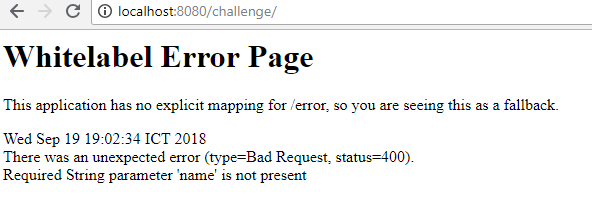 localhost:8080/challenge/
Whitelabel Error Page
This application has no explicit mapping for /error, so you are seeing this as a fallback.
Wed Sep 19 19:02:34 ICT 2018
There was an unexpected error (type=Bad Request, status=400).
Required String parameter 'name' is not present